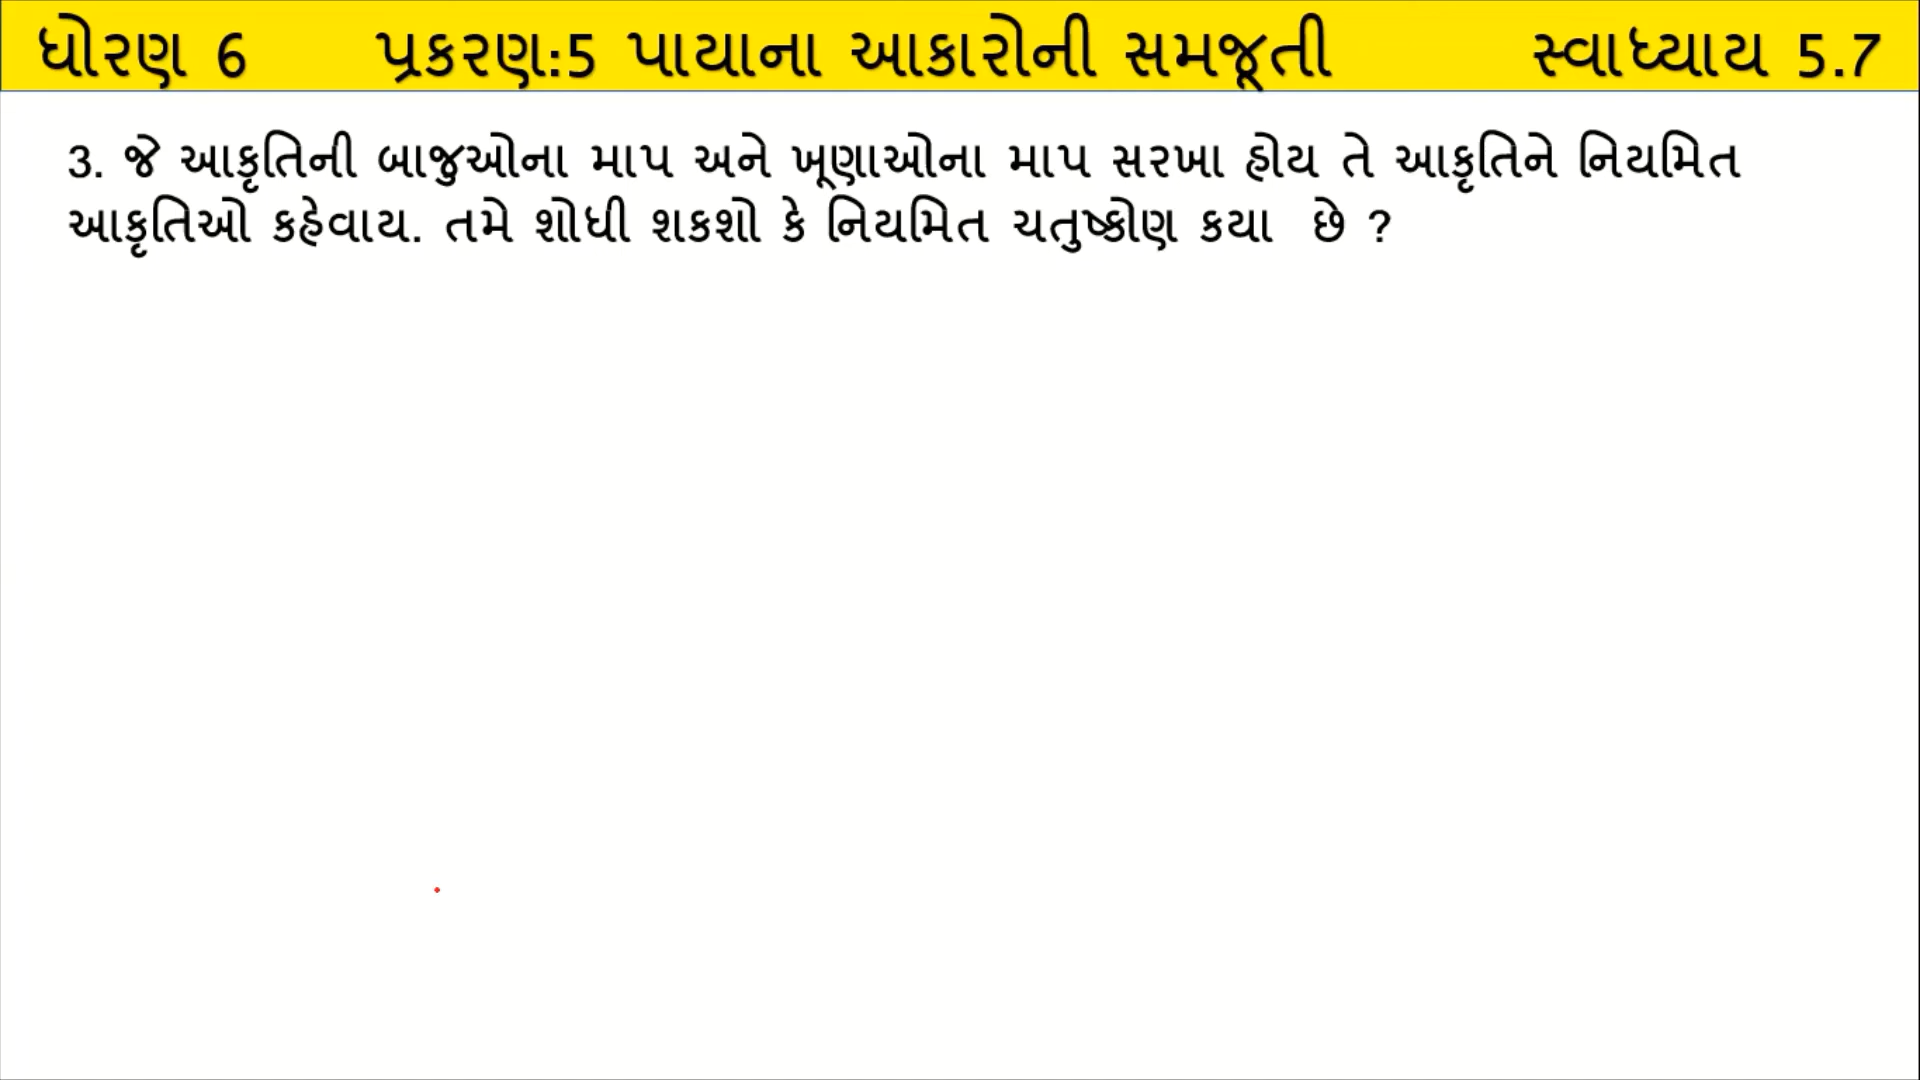 ધોરણ 6 પ્રકરણ:5 પાયાના આકારોની સમજૂતી સ્વાધ્યાય 5.7
3. જે આકૃતિની બાજુઓના માપ અને ખૂણાઓના માપ સરખા હોય તે આકૃતિને નિયમિત
આકૃતિઓ કહેવાય. તમે શોધી શકશો કે નિયમિત ચતુષ્કોણ કયા છે ?